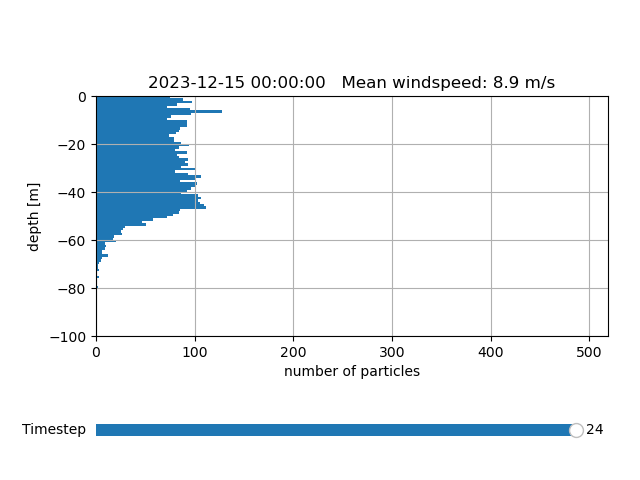 2023-12-15 00:00:00   Mean windspeed: 8.9 m/s
0
−20
−40
−60
−80
−100
depth [m]
0 100 200 300 400 500
number of particles
Timestep 24